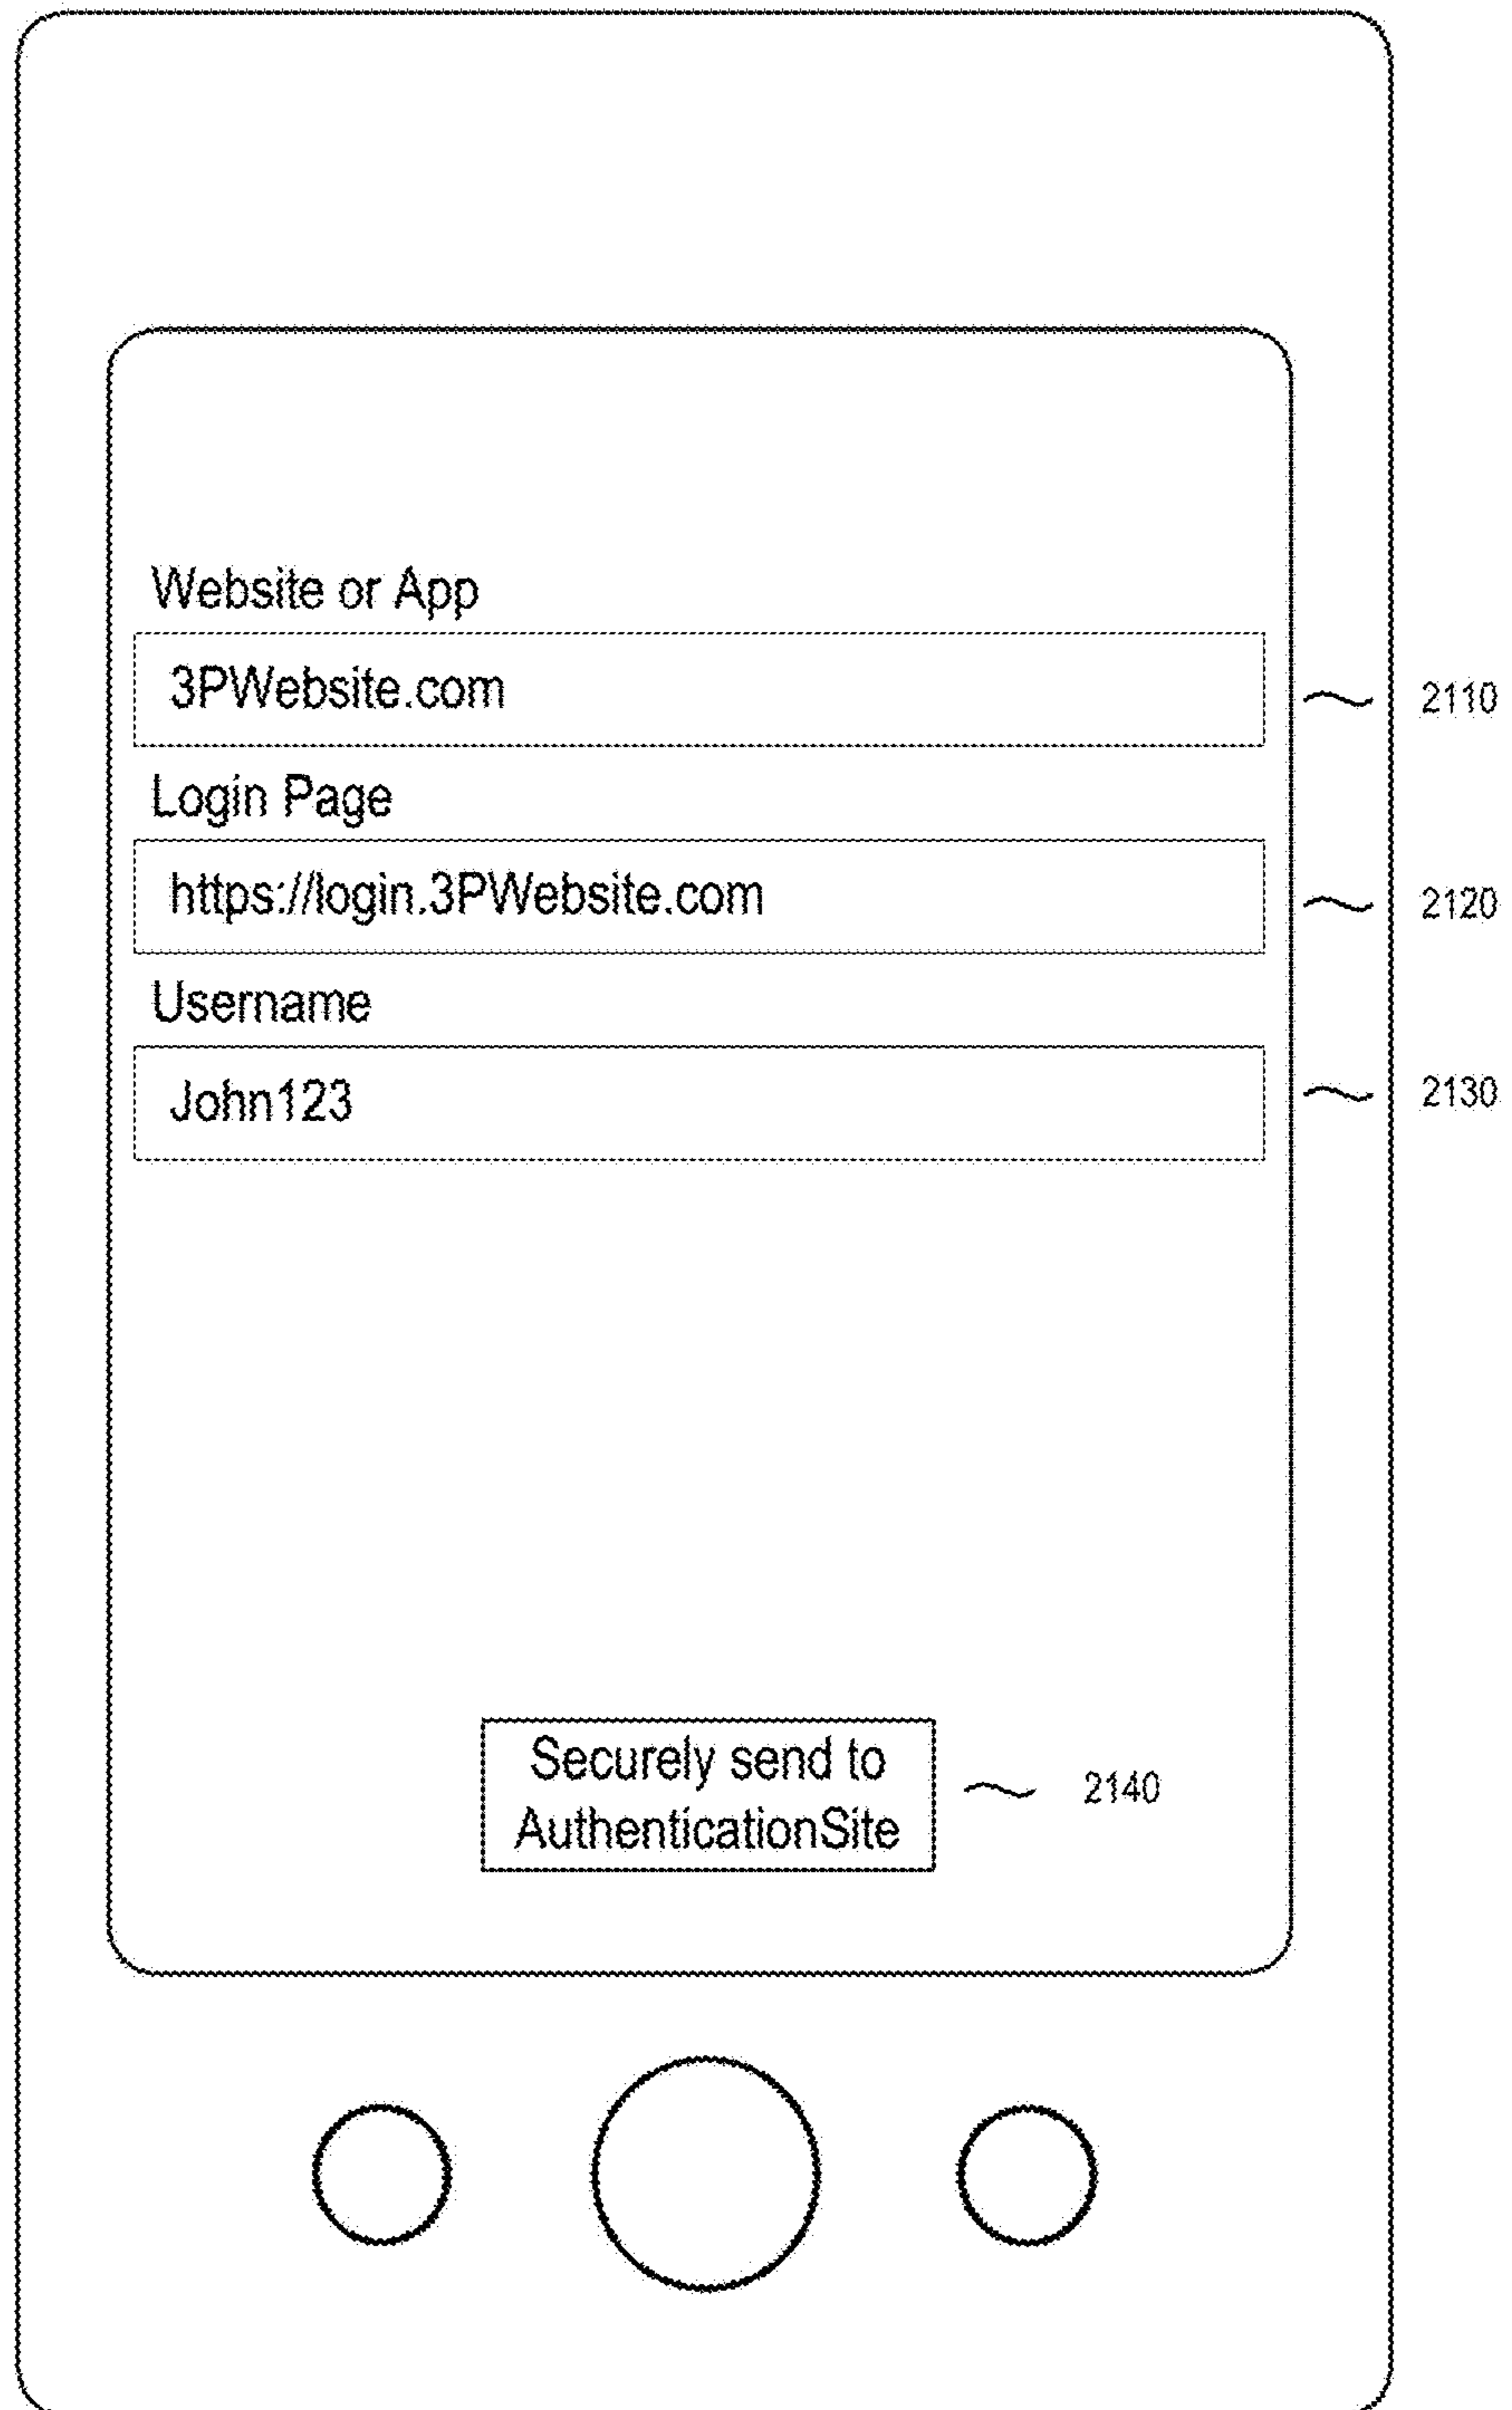 Website or App
3PWebsite.com
2110
Login Page
https://login.3PWebsite.com
2120
Username
John123
2130
Securely send to
AuthenticationSite
2140